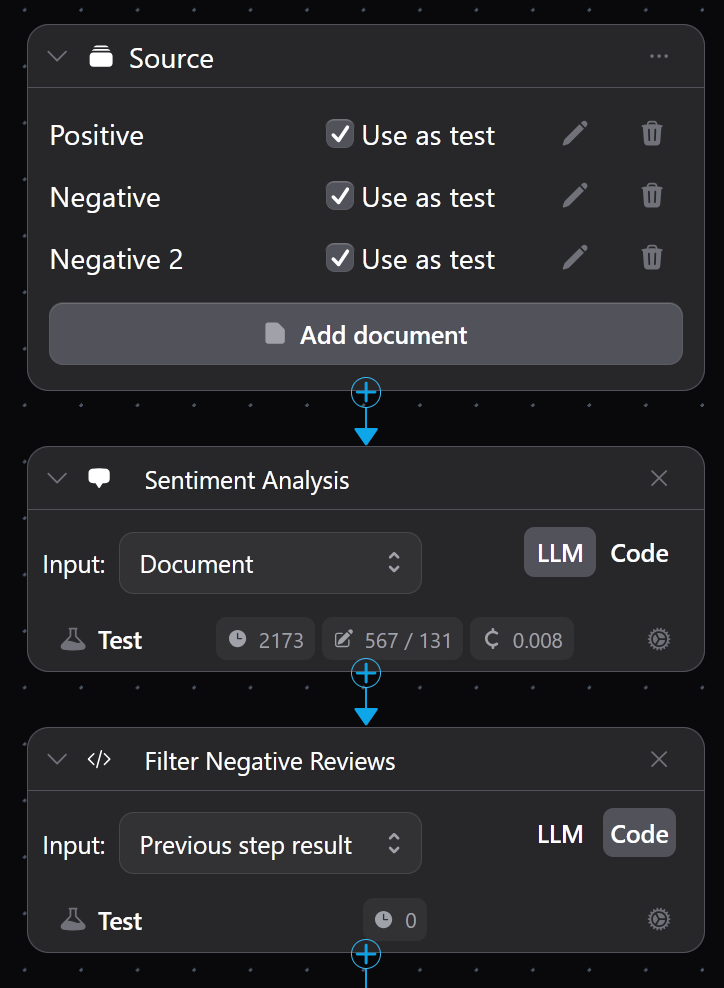 Source
Positive Use as test
Negative Use as test
Negative 2 Use as test
Add document
Sentiment Analysis
Input: Document LLM Code
Test 2173 567 / 131 0.008
Filter Negative Reviews
Input: Previous step result LLM Code
Test 0